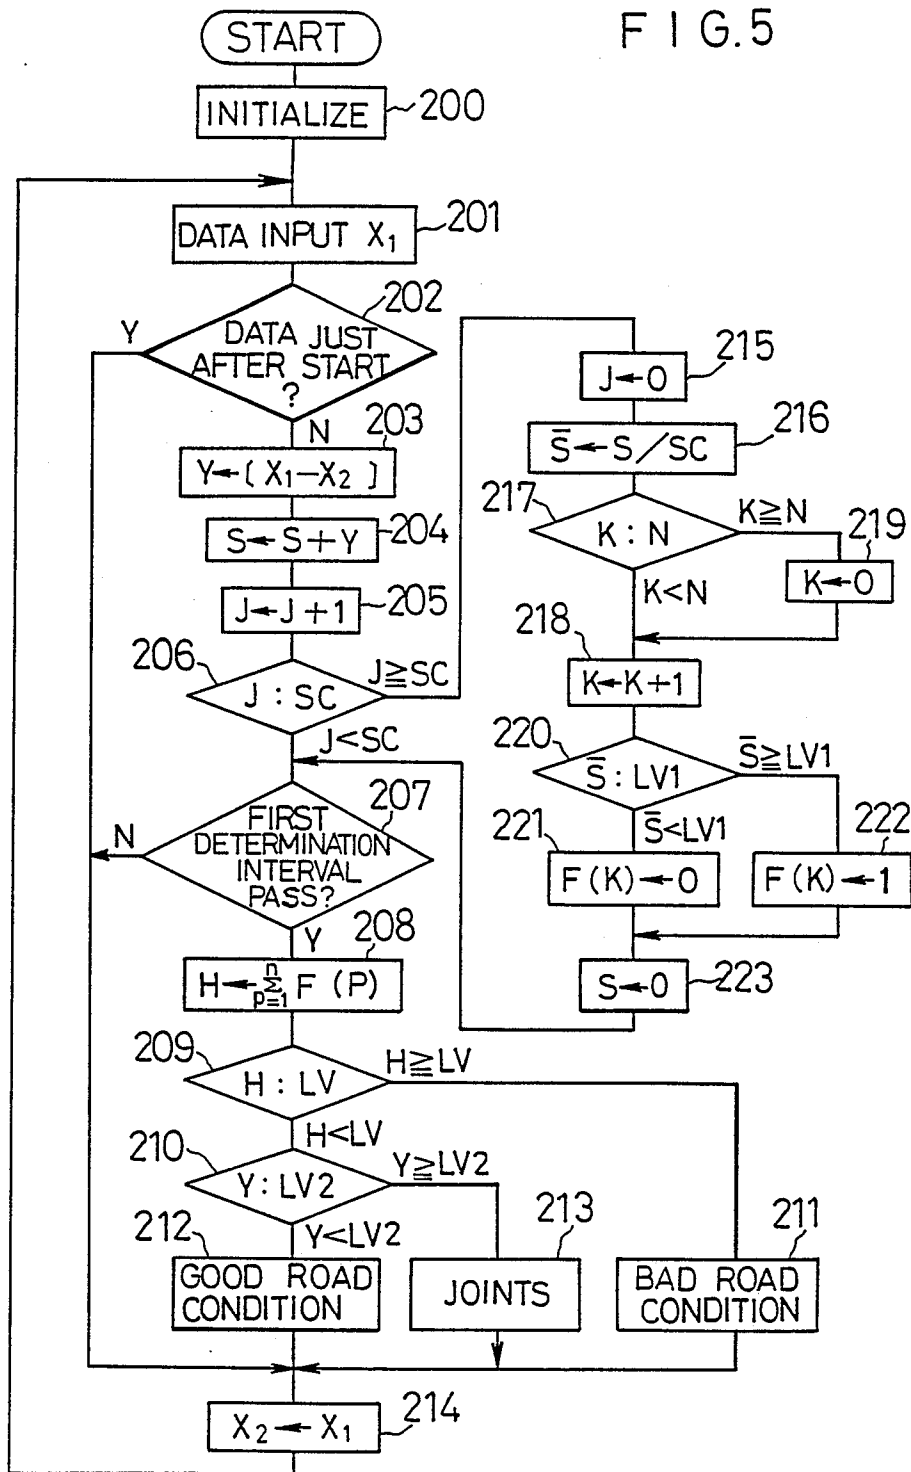 FIG.5
START
INITIALIZE
200
DATA INPUT X₁
201
202
DATA JUST
AFTER START
?
Y
N
203
Y←[X₁−X₂]
S←S+Y
204
J←J+1
205
206
J : SC
J≧SC
J<SC
207
FIRST
DETERMINATION
INTERVAL
PASS?
N
Y
208
H←Σ F (P)
n
p=1
209
H : LV
H≧LV
H<LV
210
Y : LV2
Y≧LV2
Y<LV2
212
GOOD ROAD
CONDITION
213
JOINTS
211
BAD ROAD
CONDITION
X₂←X₁
214
J←0
215
S̅←S/SC
216
217
K : N
K≧N
K<N
219
K←0
218
K←K+1
220
S̅ : LV1
S̅≧LV1
S̅<LV1
221
F(K)←0
222
F(K)←1
S←0
223